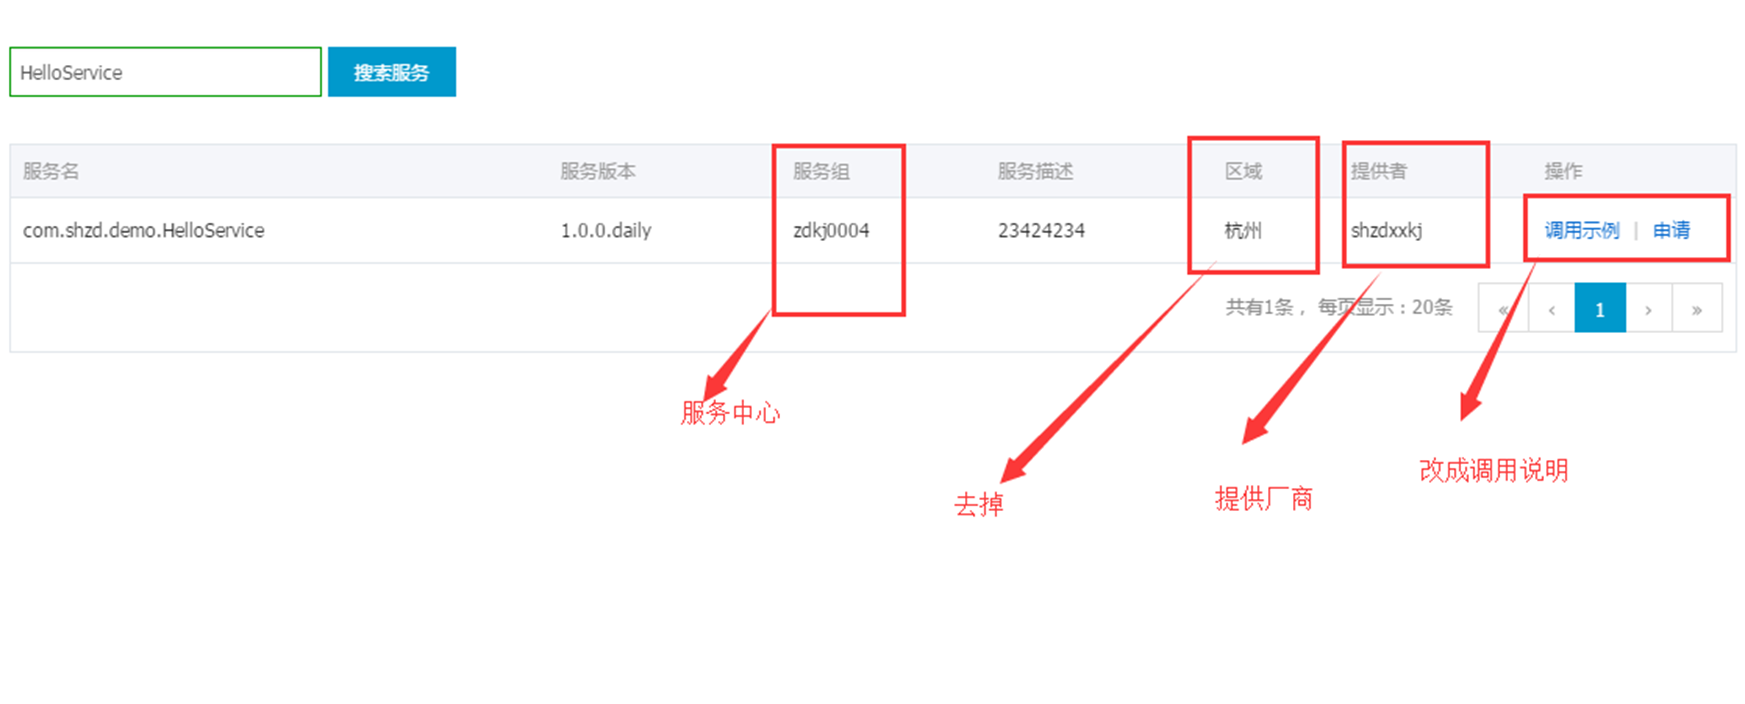 HelloService 搜索服务
服务名 服务版本 服务组 服务描述 区域 提供者 操作
com.shzd.demo.HelloService 1.0.0.daily zdkj0004 23424234 杭州 shzdxxkj 调用示例 | 申请
共有1条， 每页显示：20条 « ‹ 1 › »
服务中心
改成调用说明
提供厂商
去掉